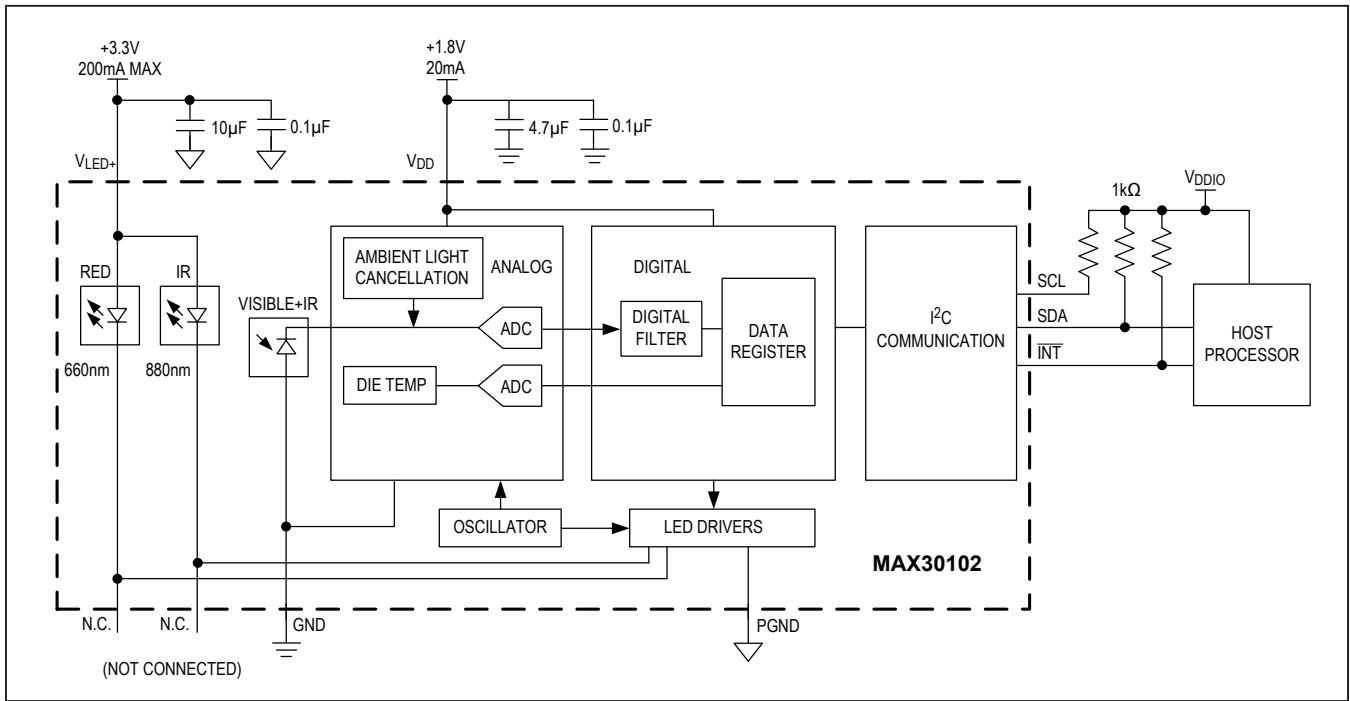 +3.3V
200mA MAX
+1.8V
20mA
10µF
0.1µF
4.7µF
0.1µF
VLED+
VDD
1kΩ
VDDIO
RED
IR
VISIBLE+IR
660nm
880nm
AMBIENT LIGHT
CANCELLATION
ANALOG
ADC
DIE TEMP
ADC
DIGITAL
DIGITAL
FILTER
DATA
REGISTER
I2C
COMMUNICATION
SCL
SDA
INT
HOST
PROCESSOR
OSCILLATOR
LED DRIVERS
MAX30102
N.C.
N.C.
GND
PGND
(NOT CONNECTED)